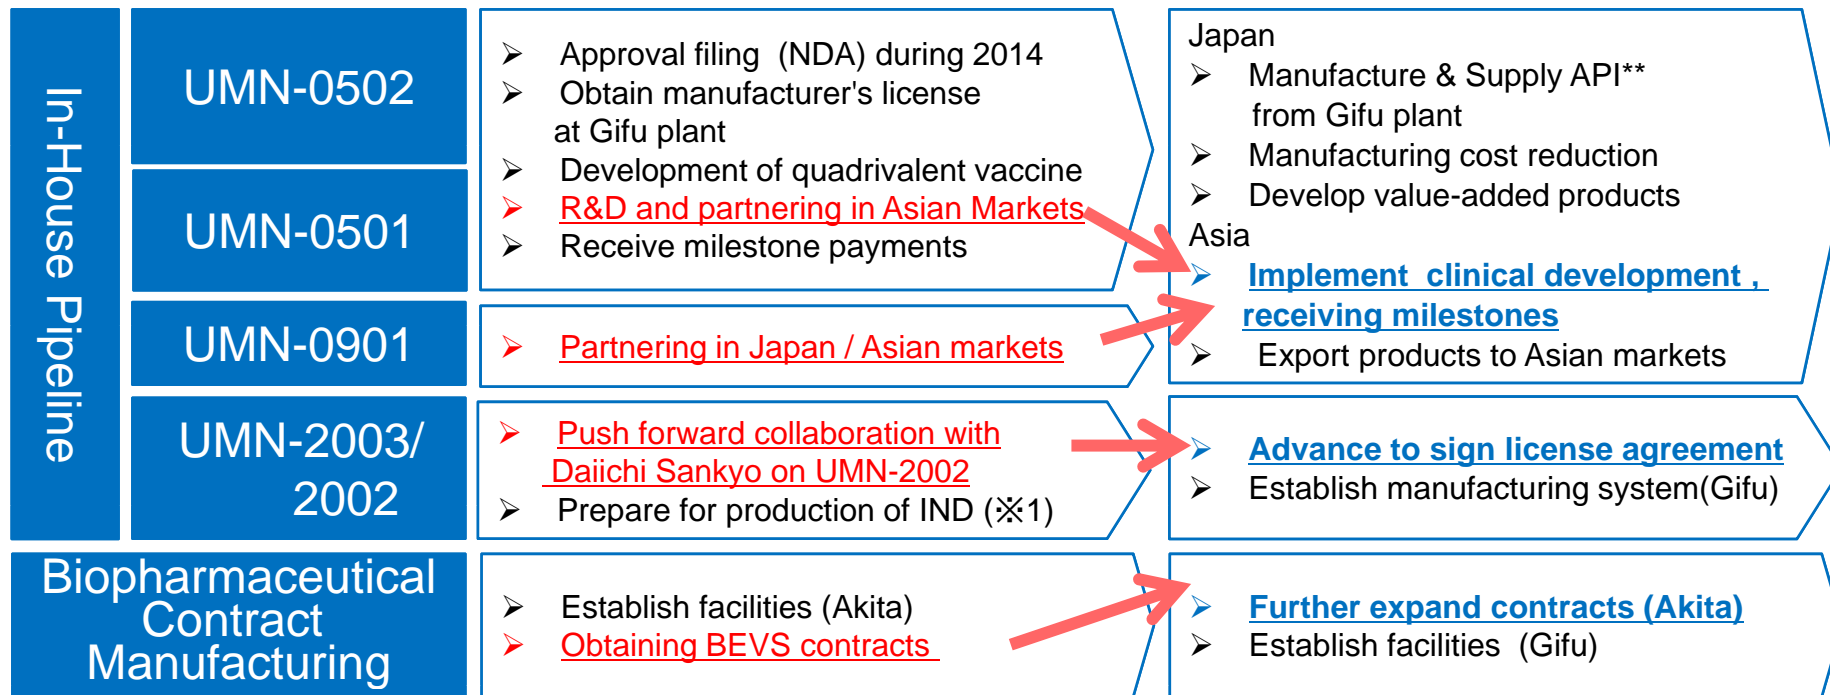 In-House Pipeline
UMN-0502
UMN-0501
➢ Approval filing (NDA) during 2014
➢ Obtain manufacturer's license
at Gifu plant
➢ Development of quadrivalent vaccine
➢ R&D and partnering in Asian Markets
➢ Receive milestone payments
UMN-0901
➢ Partnering in Japan / Asian markets
Japan
➢ Manufacture & Supply API**
from Gifu plant
➢ Manufacturing cost reduction
➢ Develop value-added products
Asia
➢ Implement clinical development ,
receiving milestones
➢ Export products to Asian markets
UMN-2003/
2002
➢ Push forward collaboration with
Daiichi Sankyo on UMN-2002
➢ Prepare for production of IND (※1)
➢ Advance to sign license agreement
➢ Establish manufacturing system(Gifu)
Biopharmaceutical
Contract
Manufacturing
➢ Establish facilities (Akita)
➢ Obtaining BEVS contracts
➢ Further expand contracts (Akita)
➢ Establish facilities (Gifu)